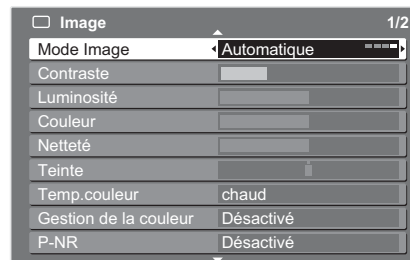 Image 1/2
Mode Image Automatique
Contraste
Luminosité
Couleur
Netteté
Teinte
Temp.couleur chaud
Gestion de la couleur Désactivé
P-NR Désactivé